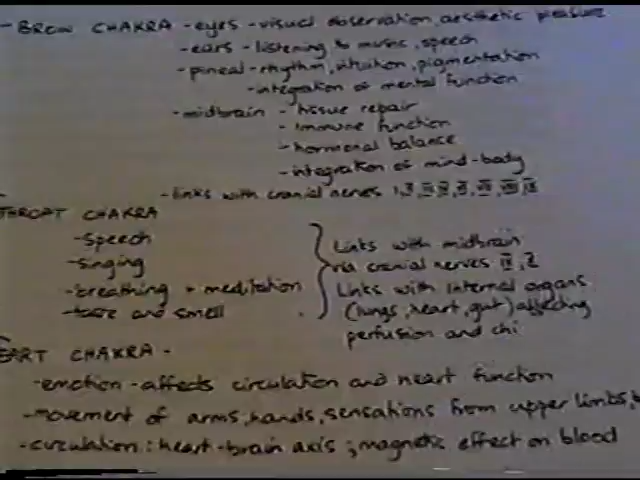 - BROW CHAKRA - eyes - visual observation, aesthetic pleasure
- ears - listening to music, speech
- pineal - rhythm, intuition, pigmentation
- integration of mental function
- midbrain - tissue repair
- immune function
- hormonal balance
- integration of mind-body
- links with cranial nerves
THROAT CHAKRA
- speech
- singing
- breathing + meditation
- taste and smell
Links with midbrain
via cranial nerves
Links with internal organs
(lungs, heart, gut) affecting
perfusion and chi
EART CHAKRA -
- emotion - affects circulation and heart function
- movement of arms, hands, sensations from upper limbs,
- circulation: heart-brain axis; magnetic effect on blood